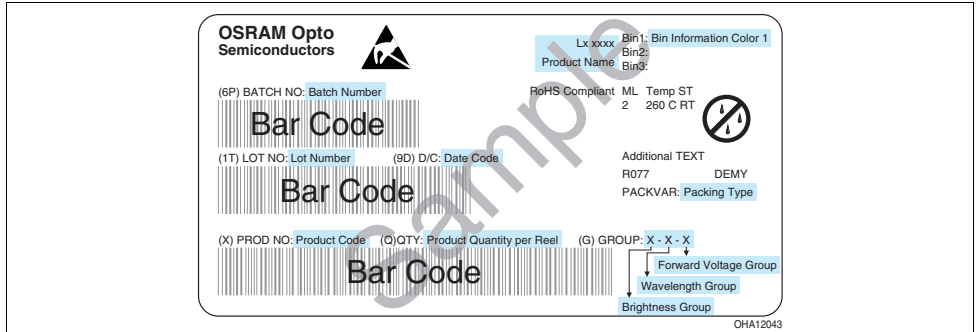 OSRAM Opto
Semiconductors
Lx xxxx
Product Name
Bin1: Bin Information Color 1
Bin2:
Bin3:
(6P) BATCH NO: Batch Number
Bar Code
RoHS Compliant
ML Temp ST
2 260 C RT
(1T) LOT NO: Lot Number (9D) D/C: Date Code
Bar Code
Additional TEXT
R077 DEMY
PACKVAR: Packing Type
(X) PROD NO: Product Code (Q)QTY: Product Quantity per Reel (G) GROUP: X - X - X
Bar Code
Forward Voltage Group
Wavelength Group
Brightness Group
Sample
OHA12043